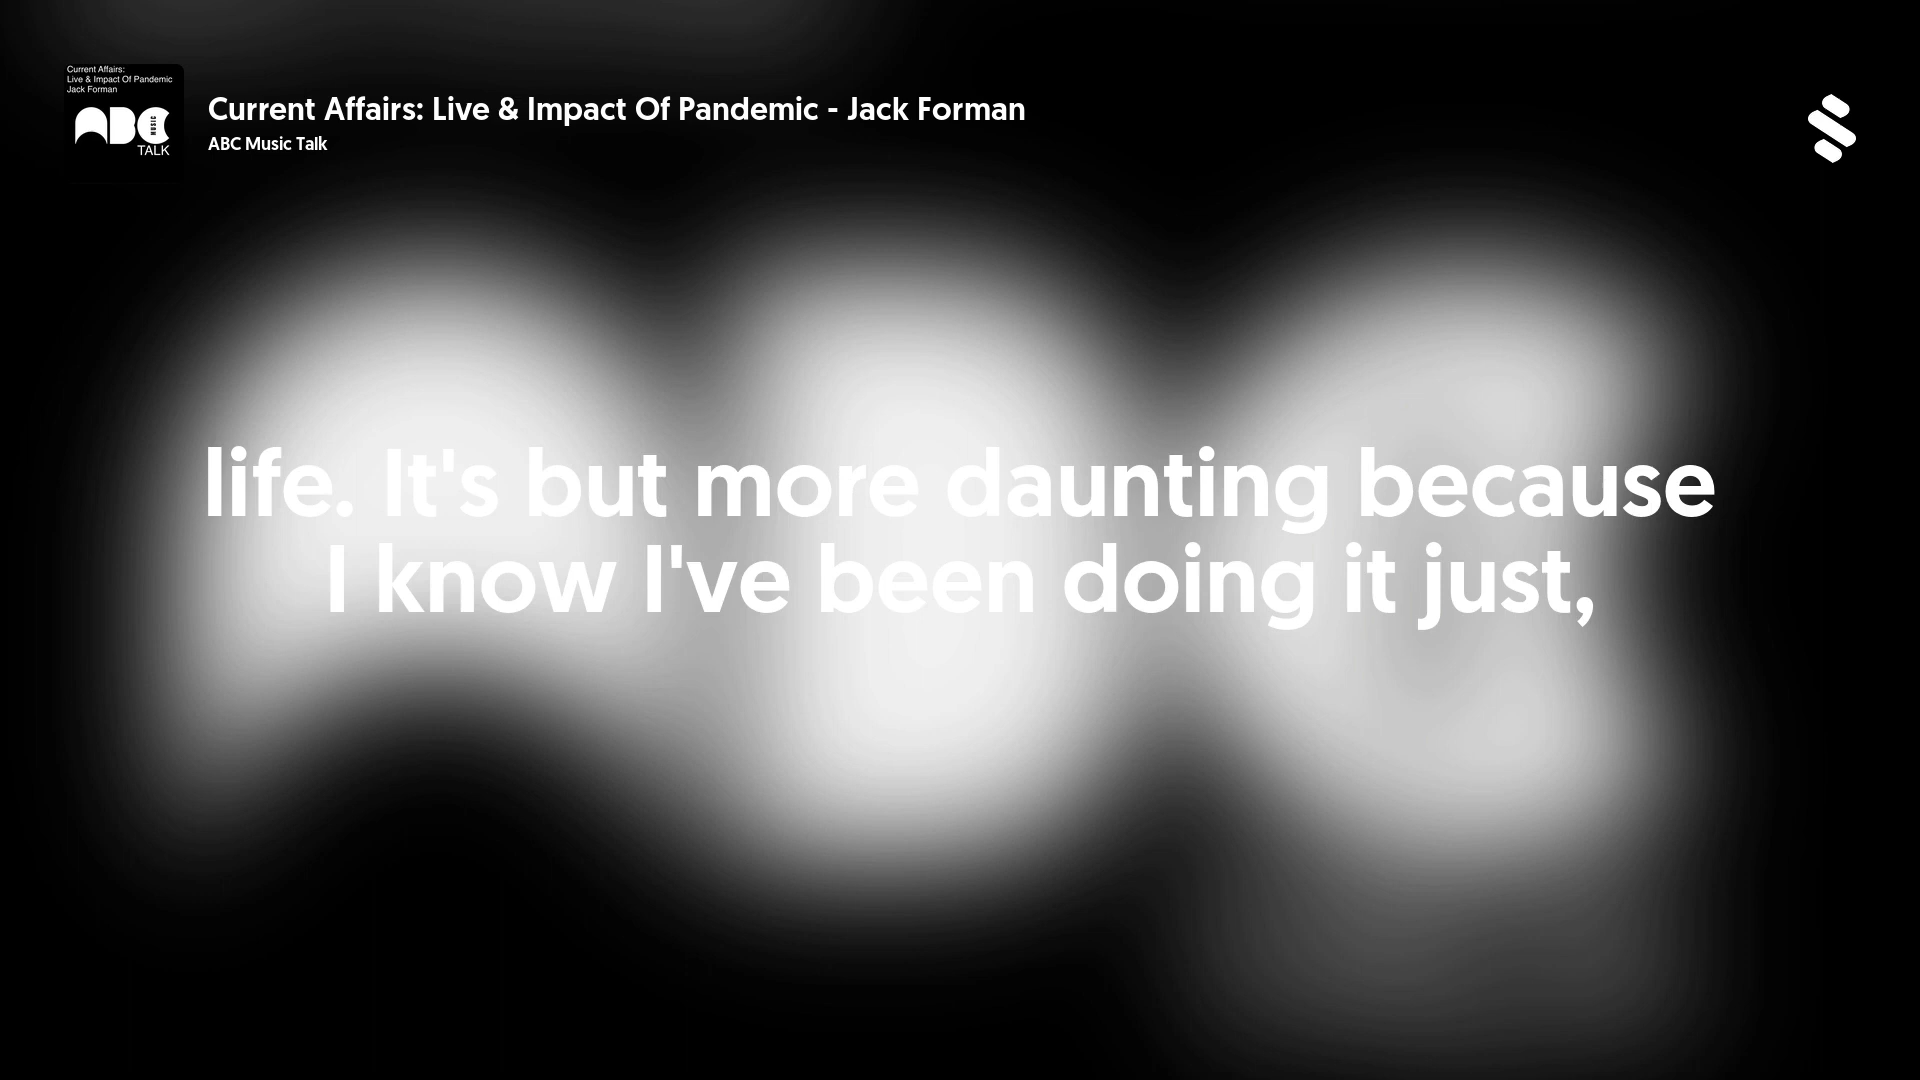 Current Affairs:
Live & Impact Of Pandemic
Jack Forman
ABC
MUSIC
TALK
Current Affairs: Live & Impact Of Pandemic - Jack Forman
ABC Music Talk
life. It's but more daunting because
I know I've been doing it just,